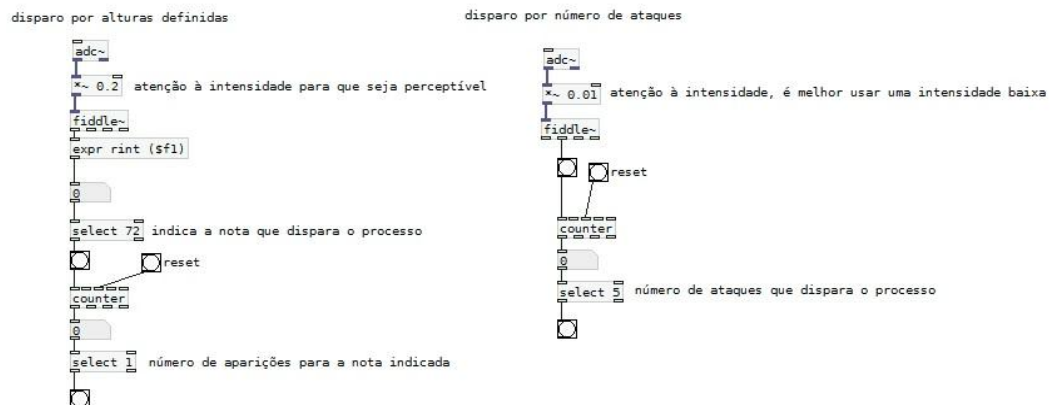 disparo por alturas definidas
adc~
*~ 0.2 atenção à intensidade para que seja perceptível
fiddle~
expr rint ($f1)
0
select 72 indica a nota que dispara o processo
reset
counter
0
select 1 número de aparições para a nota indicada
disparo por número de ataques
adc~
*~ 0.01 atenção à intensidade, é melhor usar uma intensidade baixa
fiddle~
reset
counter
0
select 5 número de ataques que dispara o processo